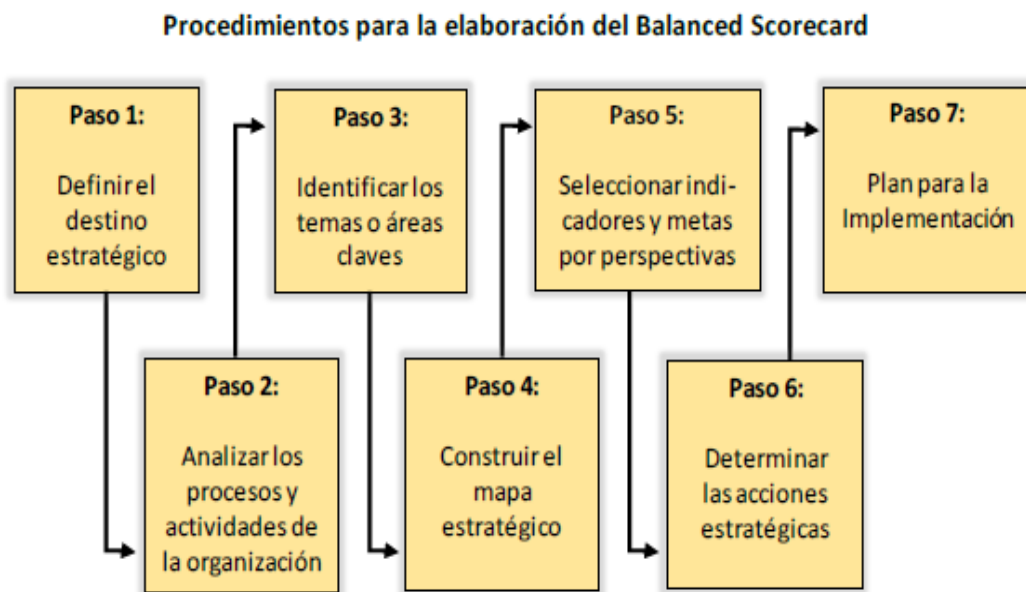 Procedimientos para la elaboración del Balanced Scorecard
Paso 1:
Definir el
destino
estratégico
Paso 2:
Analizar los
procesos y
actividades de
la organización
Paso 3:
Identificar los
temas o áreas
claves
Paso 4:
Construir el
mapa
estratégico
Paso 5:
Seleccionar indi-
cadores y metas
por perspectivas
Paso 6:
Determinar
las acciones
estratégicas
Paso 7:
Plan para la
Implementación